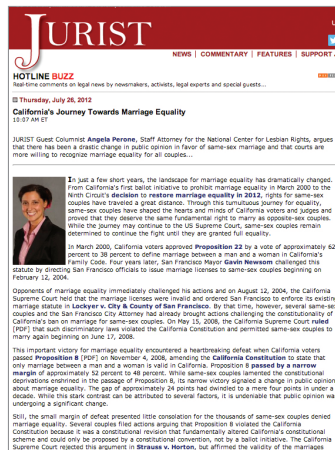 JURIST
NEWS | COMMENTARY | FEATURES | SUPPORT
HOTLINE BUZZ
Real-time comments on legal news by newsmakers, activists, legal experts and special guests...
Thursday, July 26, 2012
California's Journey Towards Marriage Equality
10:07 AM ET
JURIST Guest Columnist Angela Perone, Staff Attorney for the National Center for Lesbian Rights, argues
that there has been a drastic change in public opinion in favor of same-sex marriage and that courts are
more willing to recognize marriage equality for all couples...
In just a few short years, the landscape for marriage equality has dramatically changed.
From California's first ballot initiative to prohibit marriage equality in March 2000 to the
Ninth Circuit's decision to restore marriage equality in 2012, rights for same-sex
couples have traveled a great distance. Through this tumultuous journey for equality,
same-sex couples have shaped the hearts and minds of California voters and judges and
proved that they deserve the same fundamental right to marry as opposite-sex couples.
While the journey may continue to the US Supreme Court, same-sex couples remain
determined to continue the fight until they are granted full equality.
In March 2000, California voters approved Proposition 22 by a vote of approximately 62
percent to 38 percent to define marriage between a man and a woman in California's
Family Code. Four years later, San Francisco Mayor Gavin Newsom challenged this
statute by directing San Francisco officials to issue marriage licenses to same-sex couples beginning on
February 12, 2004.
Opponents of marriage equality immediately challenged his actions and on August 12, 2004, the California
Supreme Court held that the marriage licenses were invalid and ordered San Francisco to enforce its existing
marriage statute in Lockyer v. City & County of San Francisco. By that time, however, several same-sex
couples and the San Francisco City Attorney had already brought actions challenging the constitutionality of
California's ban on marriage for same-sex couples. On May 15, 2008, the California Supreme Court ruled
[PDF] that such discriminatory laws violated the California Constitution and permitted same-sex couples to
marry again beginning on June 17, 2008.
This important victory for marriage equality encountered a heartbreaking defeat when California voters
passed Proposition 8 [PDF] on November 4, 2008, amending the California Constitution to state that
only marriage between a man and a woman is valid in California. Proposition 8 passed by a narrow
margin of approximately 52 percent to 48 percent. While same-sex couples lamented the constitutional
deprivations enshrined in the passage of Proposition 8, its narrow victory signaled a change in public opinion
about marriage equality. The gap of approximately 24 points had dwindled to a mere four points in under a
decade. While this stark contrast can be attributed to several factors, it is undeniable that public opinion was
undergoing a significant change.
Still, the small margin of defeat presented little consolation for the thousands of same-sex couples denied
marriage equality. Several couples filed actions arguing that Proposition 8 violated the California
Constitution because it was a constitutional revision that fundamentally altered California's constitutional
scheme and could only be proposed by a constitutional convention, not by a ballot initiative. The California
Supreme Court rejected this argument in Strauss v. Horton, but affirmed the validity of the marriages